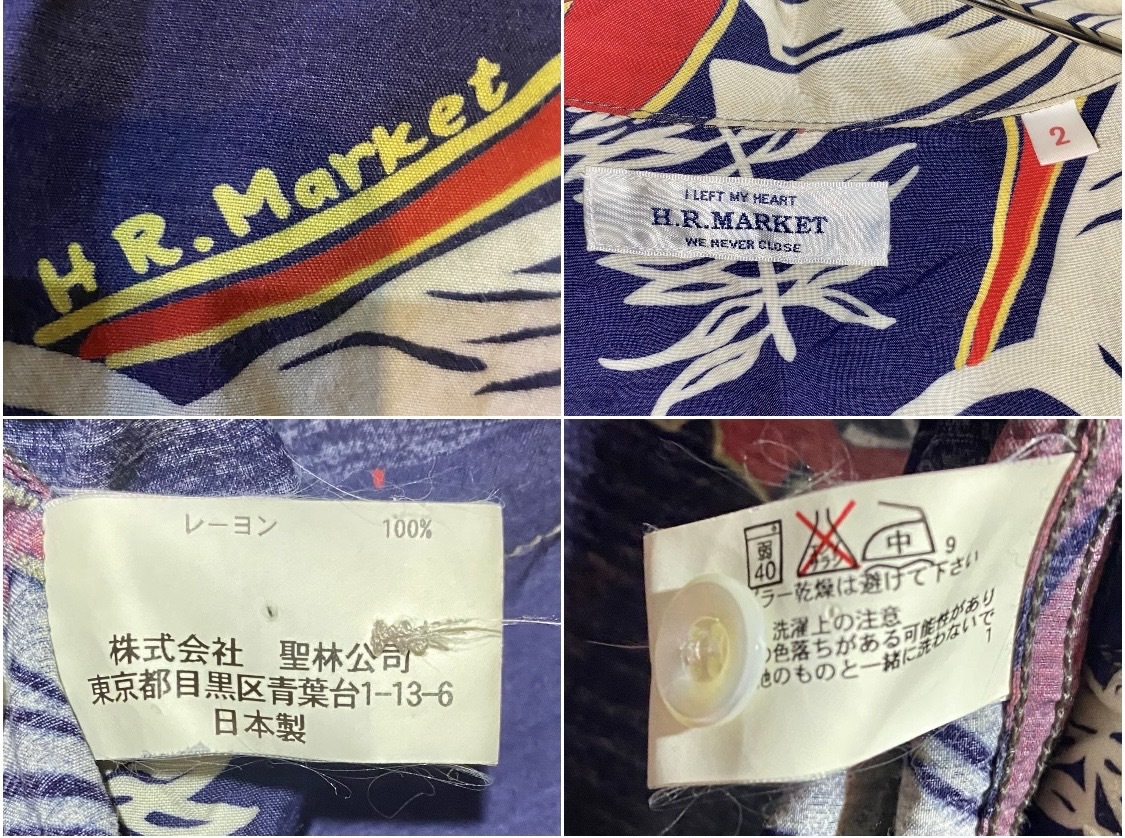 H R. Market
I LEFT MY HEART
H.R.MARKET
WE NEVER CLOSE
2
レーヨン 100%
株式会社 聖林公司
東京都目黒区青葉台1-13-6
日本製
弱
40
中
9
ラー乾燥は避けて下さい
洗濯上の注意
色落ちがある可能性があり
のものと一緒に洗わないで
1